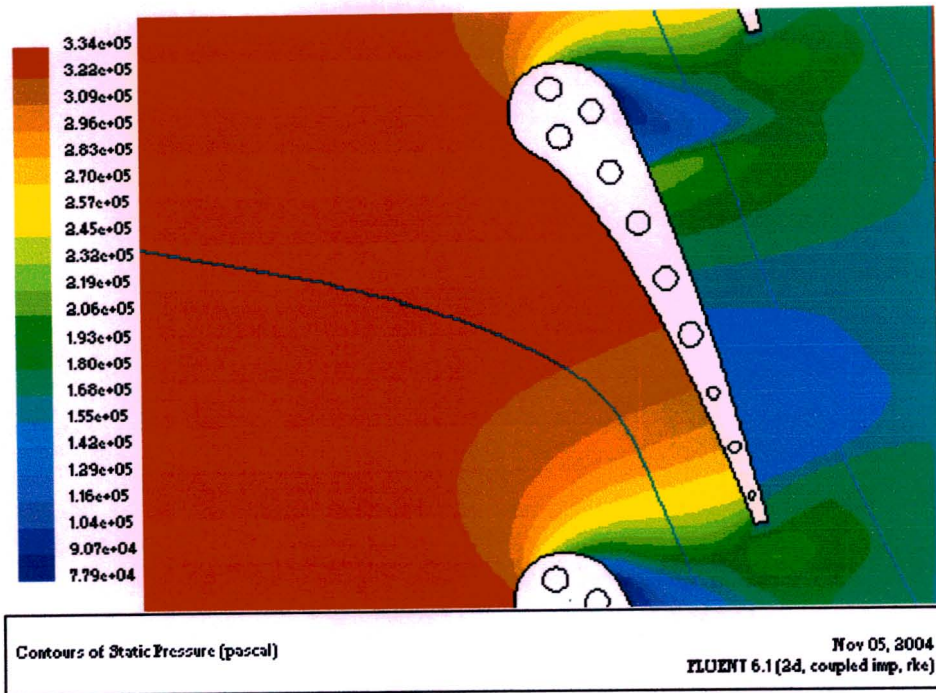 3.34e+05
3.22e+05
3.09e+05
2.96e+05
2.83e+05
2.70e+05
2.57e+05
2.45e+05
2.32e+05
2.19e+05
2.06e+05
1.93e+05
1.80e+05
1.68e+05
1.55e+05
1.42e+05
1.29e+05
1.16e+05
1.04e+05
9.07e+04
7.79e+04
Contours of Static Pressure (pascal)
Nov 05, 2004
FLUENT 6.1 (2d, coupled imp, rke)